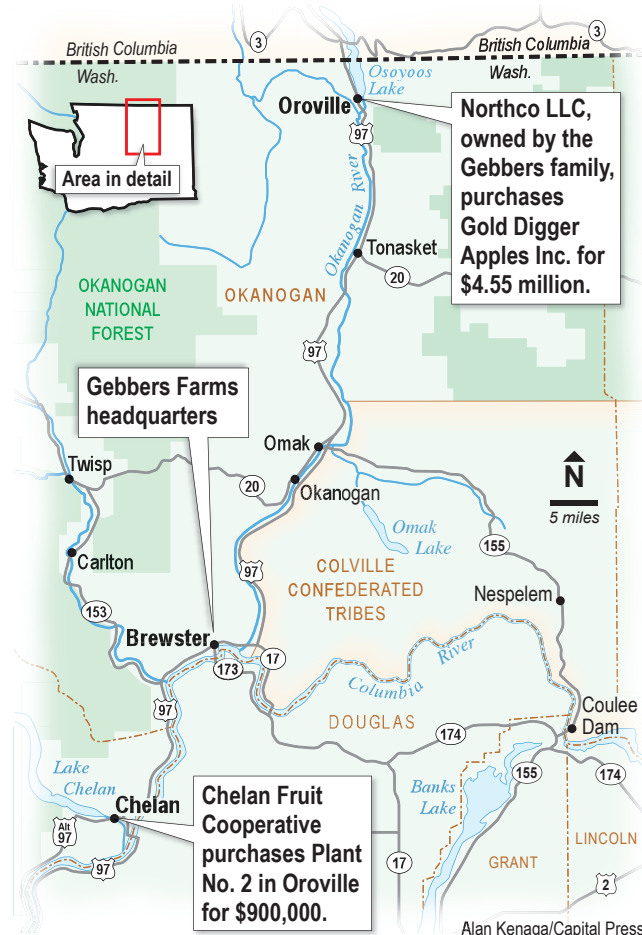 British Columbia
3
British Columbia
3
Wash.
Wash.
Osoyoos
Lake
Oroville
97
Area in detail
Northco LLC,
owned by the
Gebbers family,
purchases
Gold Digger
Apples Inc. for
$4.55 million.
Okanogan River
Tonasket
20
OKANOGAN
NATIONAL
FOREST
OKANOGAN
97
Gebbers Farms
headquarters
Omak
Twisp
20
Okanogan
N
5 miles
Omak
Lake
155
Carlton
97
COLVILLE
CONFEDERATED
TRIBES
Nespelem
153
Brewster
173
17
Columbia River
97
DOUGLAS
174
Coulee
Dam
Lake
Chelan
Chelan
Alt
97
97
Chelan Fruit
Cooperative
purchases Plant
No. 2 in Oroville
for $900,000.
Banks
Lake
155
174
17
GRANT
LINCOLN
2
Alan Kenaga/Capital Press